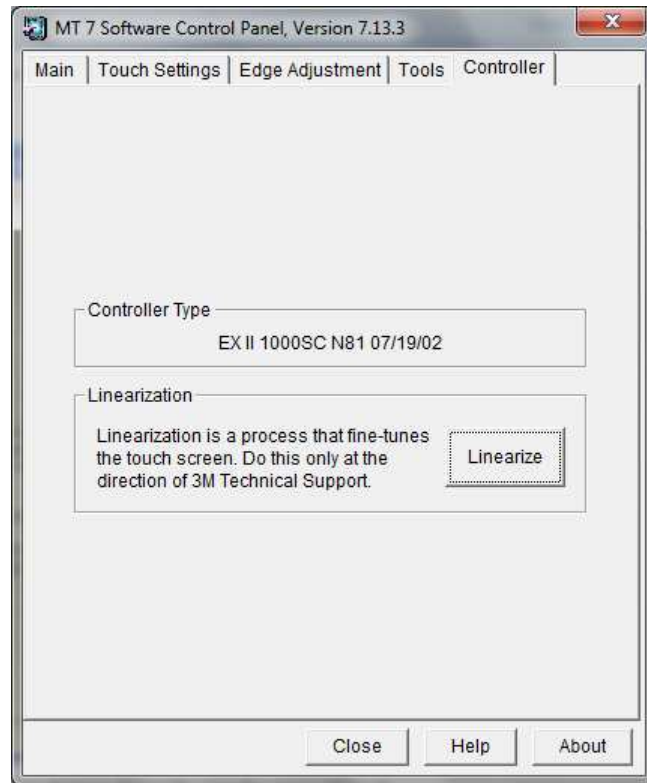 MT 7 Software Control Panel, Version 7.13.3
Main Touch Settings Edge Adjustment Tools Controller
Controller Type
EX II 1000SC N81 07/19/02
Linearization
Linearization is a process that fine-tunes
the touch screen. Do this only at the
direction of 3M Technical Support.
Linearize
Close Help About